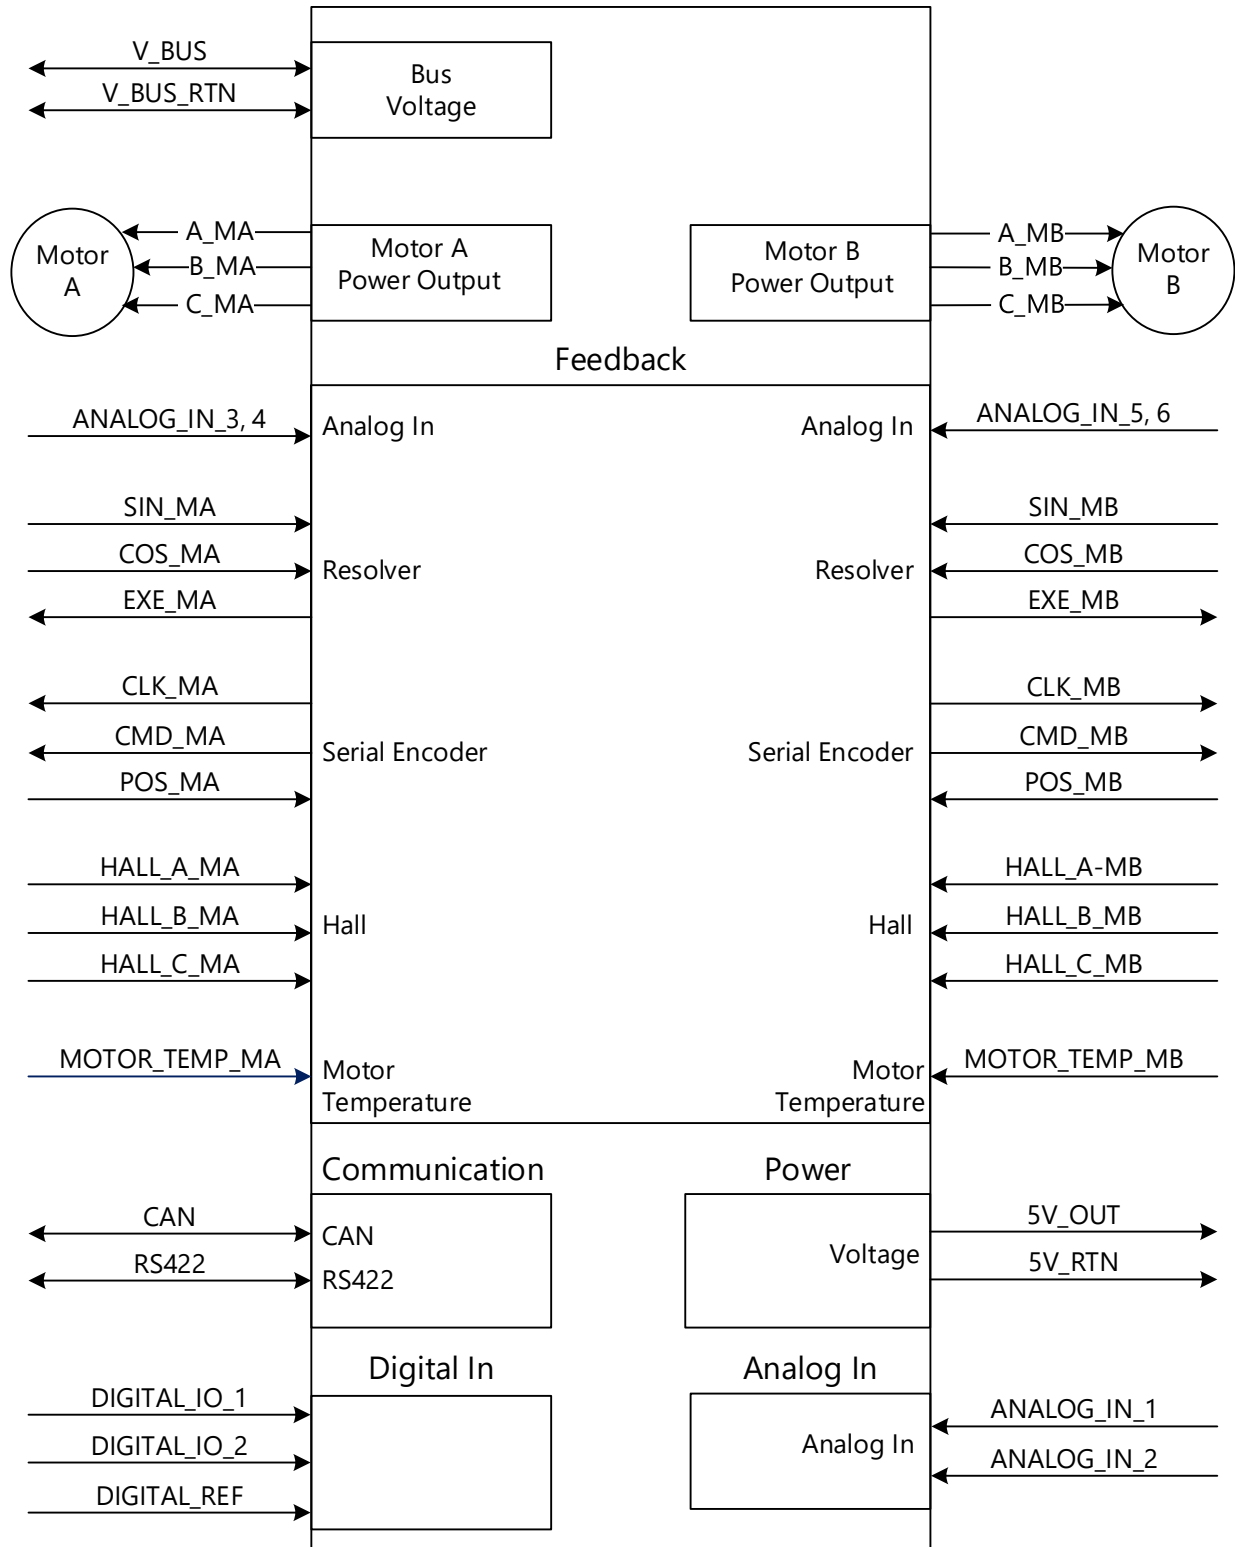 V_BUS
V_BUS_RTN
Bus
Voltage
Motor
A
A_MA
B_MA
C_MA
Motor A
Power Output
Motor B
Power Output
A_MB
B_MB
C_MB
Motor
B
Feedback
ANALOG_IN_3, 4
Analog In
Analog In
ANALOG_IN_5, 6
SIN_MA
COS_MA
EXE_MA
Resolver
Resolver
SIN_MB
COS_MB
EXE_MB
CLK_MA
CMD_MA
POS_MA
Serial Encoder
Serial Encoder
CLK_MB
CMD_MB
POS_MB
HALL_A_MA
HALL_B_MA
HALL_C_MA
Hall
Hall
HALL_A-MB
HALL_B_MB
HALL_C_MB
MOTOR_TEMP_MA
Motor
Temperature
Motor
Temperature
MOTOR_TEMP_MB
Communication
CAN
RS422
CAN
RS422
Power
Voltage
5V_OUT
5V_RTN
Digital In
DIGITAL_IO_1
DIGITAL_IO_2
DIGITAL_REF
Analog In
Analog In
ANALOG_IN_1
ANALOG_IN_2